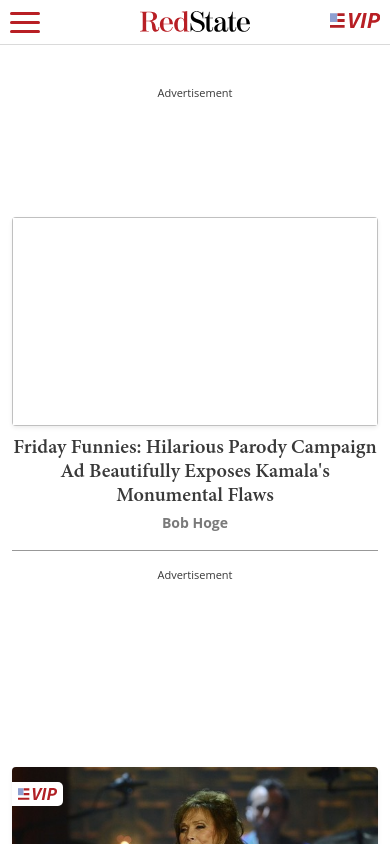 RedState
VIP
Advertisement
Friday Funnies: Hilarious Parody Campaign
Ad Beautifully Exposes Kamala's
Monumental Flaws
Bob Hoge
Advertisement
VIP